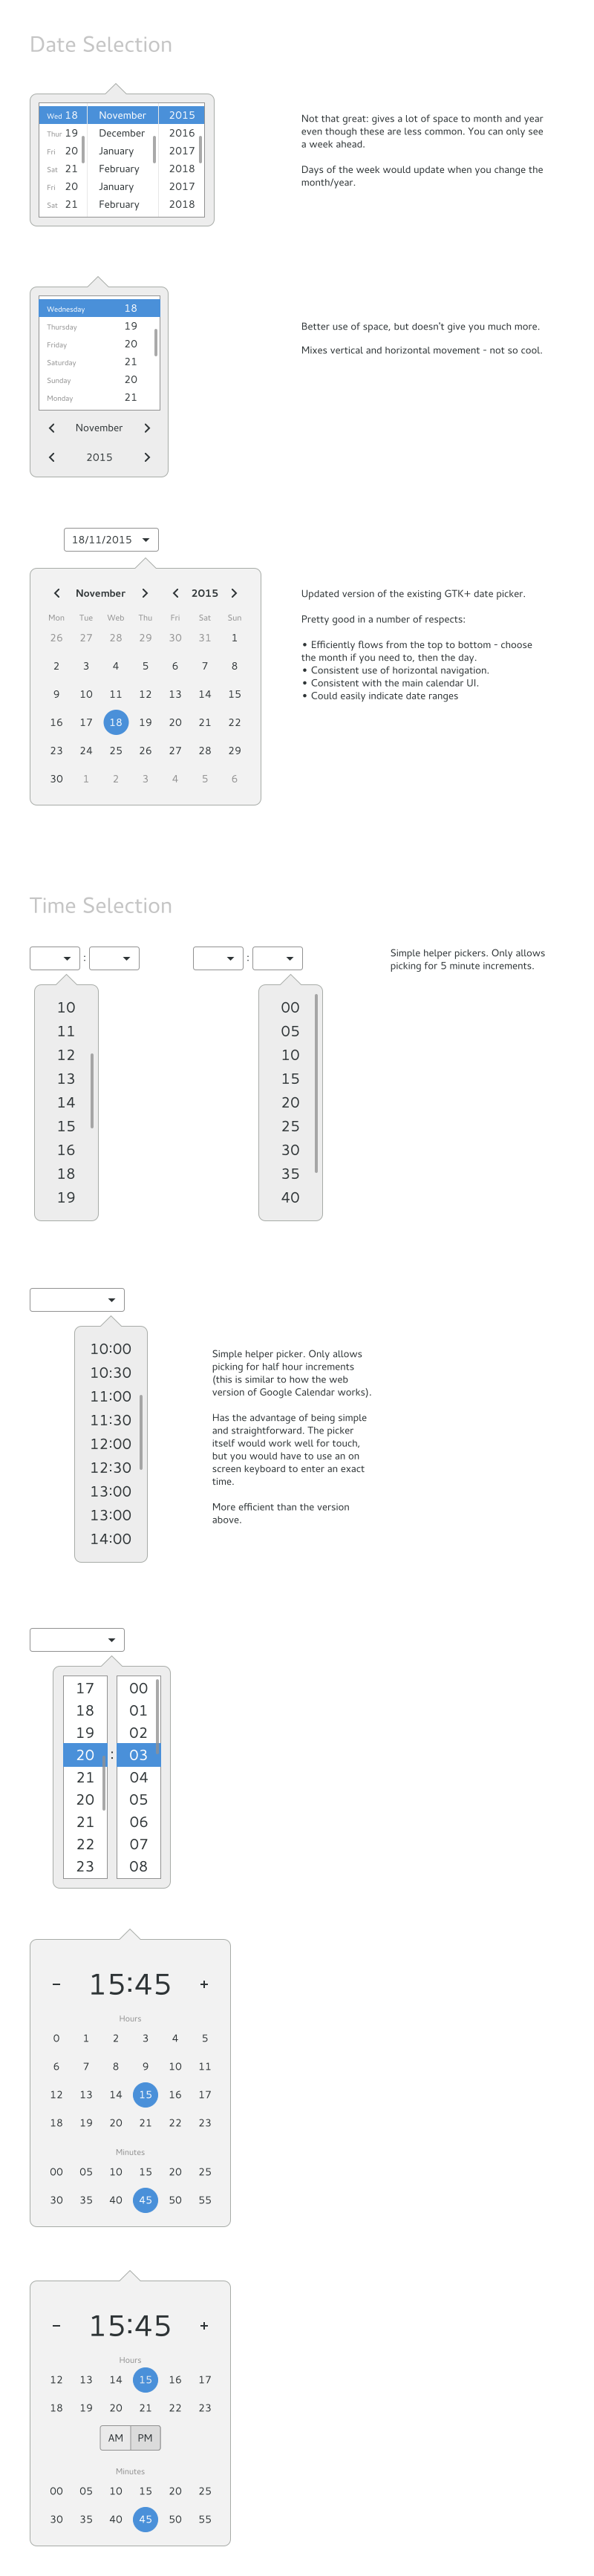 Date Selection
Wed 18 November 2015
Thur 19 December 2016
Fri 20 January 2017
Sat 21 February 2018
Fri 20 January 2017
Sat 21 February 2018
Not that great: gives a lot of space to month and year
even though these are less common. You can only see
a week ahead.
Days of the week would update when you change the
month/year.
Wednesday 18
Thursday 19
Friday 20
Saturday 21
Sunday 20
Monday 21
November
2015
Better use of space, but doesn't give you much more.
Mixes vertical and horizontal movement - not so cool.
18/11/2015
November 2015
Mon Tue Web Thu Fri Sat Sun
26 27 28 29 30 31 1
2 3 4 5 6 7 8
9 10 11 12 13 14 15
16 17 18 19 20 21 22
23 24 25 26 27 28 29
30 1 2 3 4 5 6
Updated version of the existing GTK+ date picker.
Pretty good in a number of respects:
• Efficiently flows from the top to bottom - choose
the month if you need to, then the day.
• Consistent use of horizontal navigation.
• Consistent with the main calendar UI.
• Could easily indicate date ranges
Time Selection
:
10
11
12
13
14
15
16
18
19
:
00
05
10
15
20
25
30
35
40
Simple helper pickers. Only allows
picking for 5 minute increments.
10:00
10:30
11:00
11:30
12:00
12:30
13:00
13:00
14:00
Simple helper picker. Only allows
picking for half hour increments
(this is similar to how the web
version of Google Calendar works).
Has the advantage of being simple
and straightforward. The picker
itself would work well for touch,
but you would have to use an on
screen keyboard to enter an exact
time.
More efficient than the version
above.
17 00
18 01
19 02
20 : 03
21 04
20 05
21 06
22 07
23 08
- 15:45 +
Hours
0 1 2 3 4 5
6 7 8 9 10 11
12 13 14 15 16 17
18 19 20 21 22 23
Minutes
00 05 10 15 20 25
30 35 40 45 50 55
- 15:45 +
Hours
12 13 14 15 16 17
18 19 20 21 22 23
AM PM
Minutes
00 05 10 15 20 25
30 35 40 45 50 55